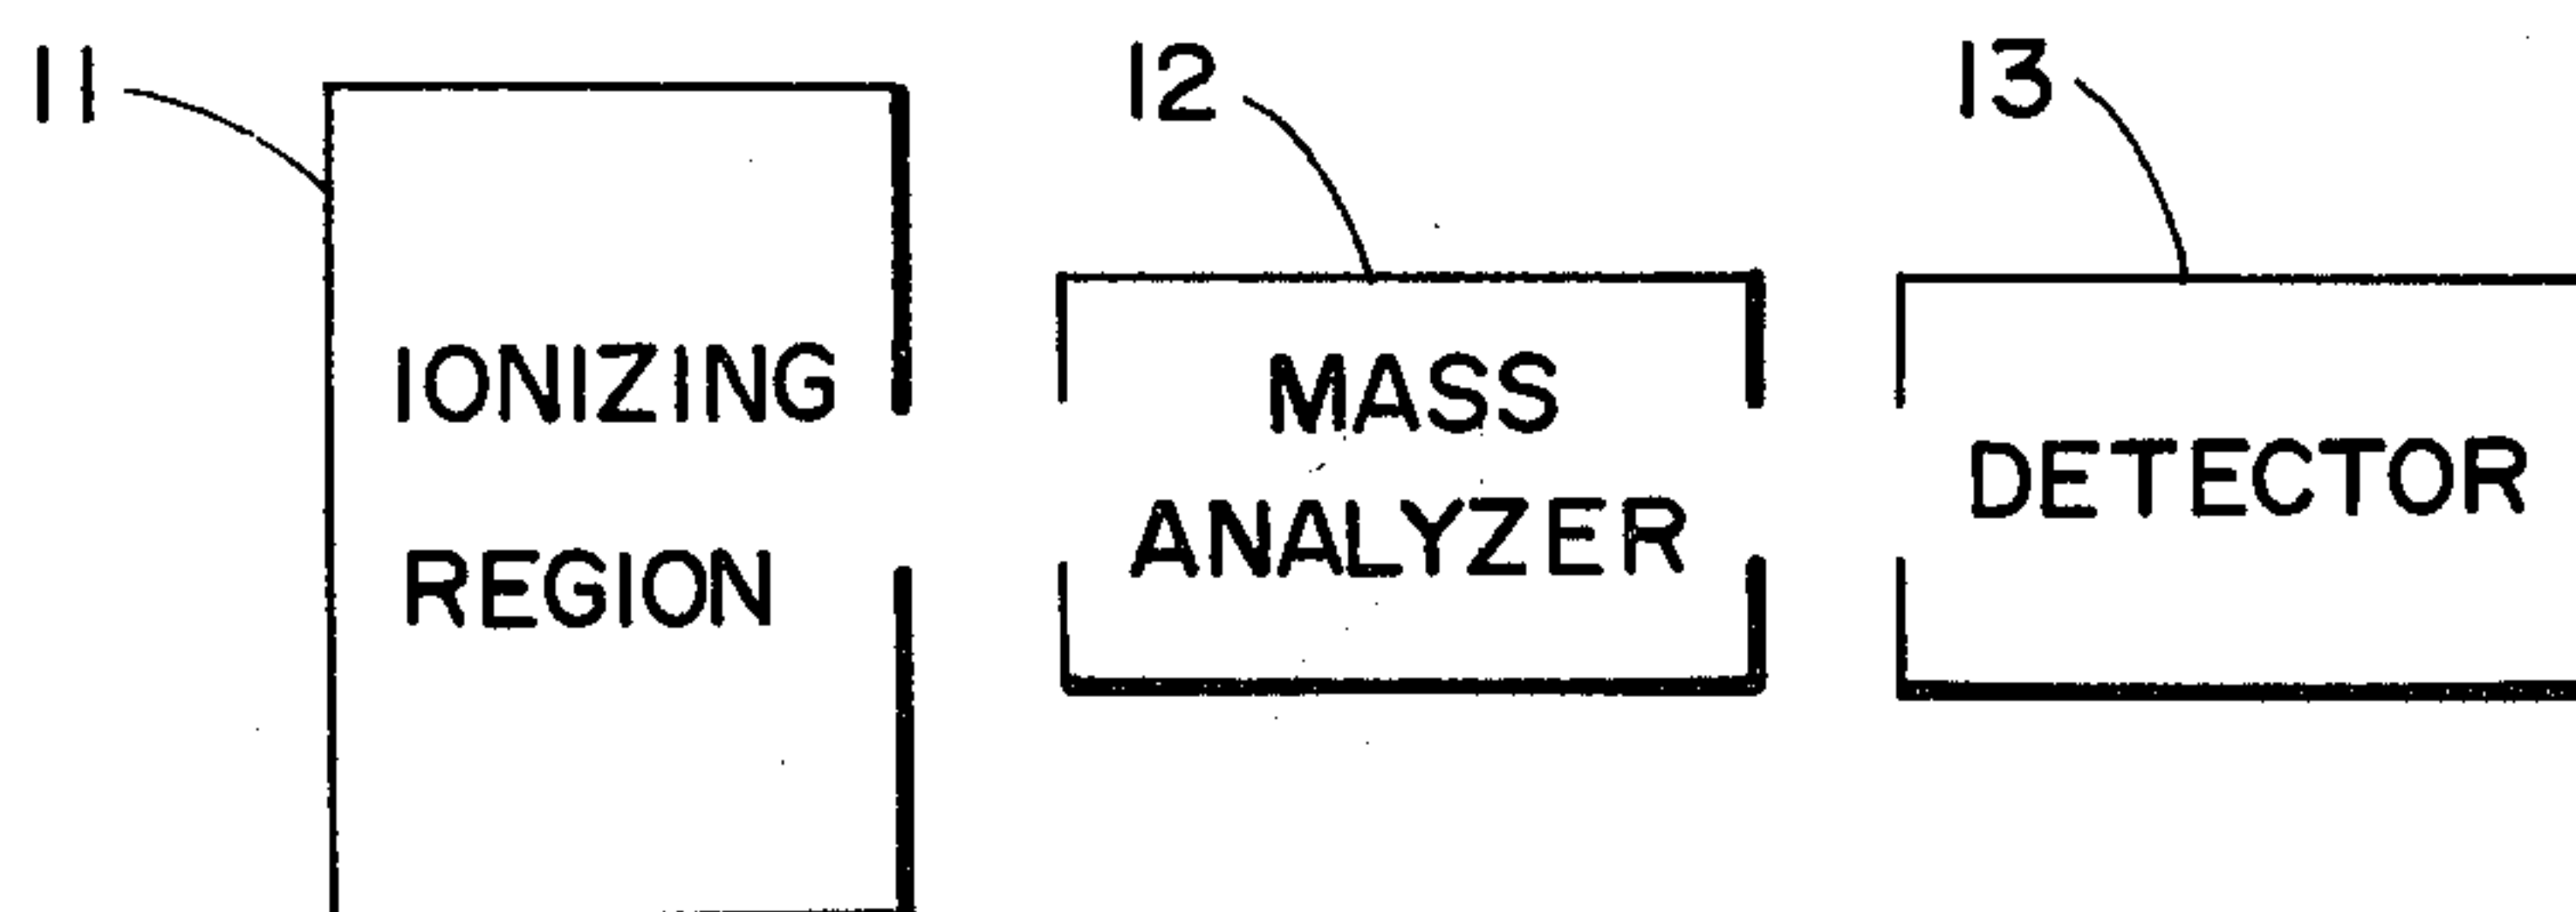 11
12
13
IONIZING
REGION
MASS
ANALYZER
DETECTOR